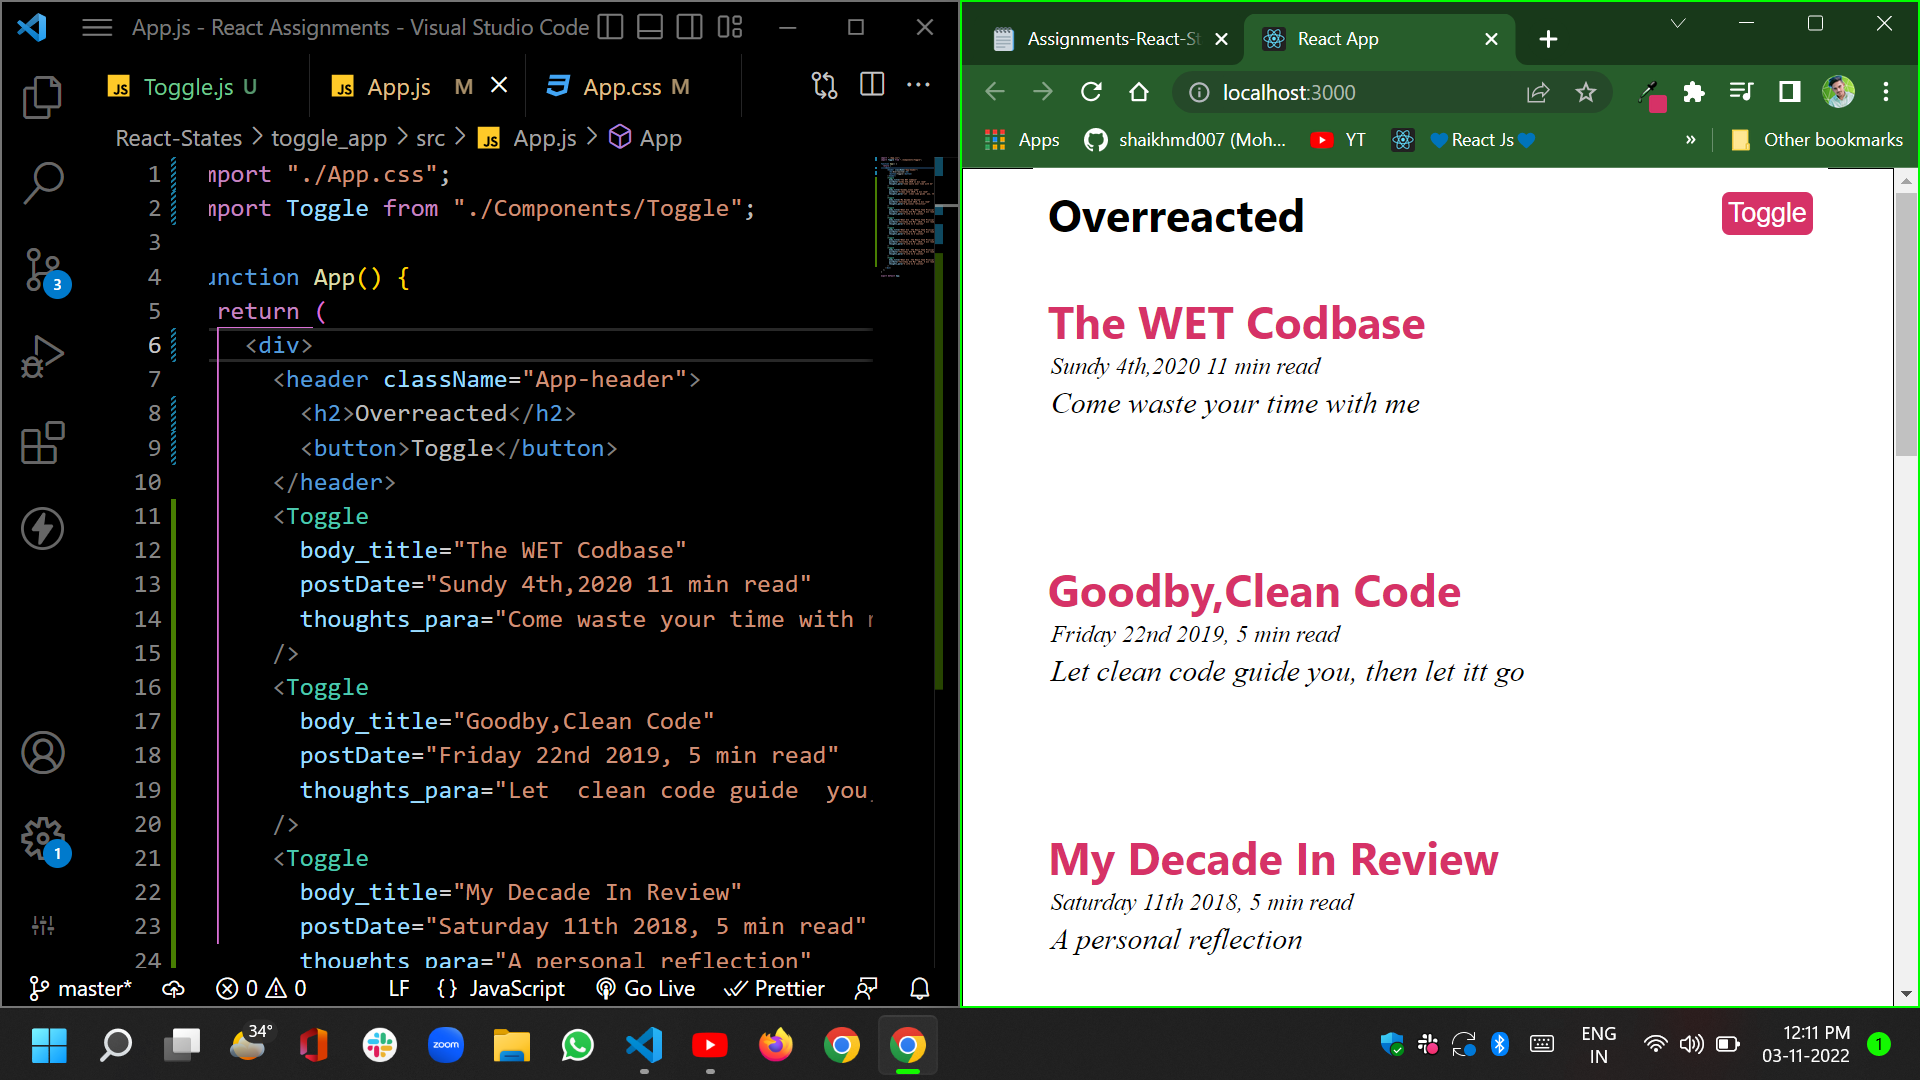 App.js - React Assignments - Visual Studio Code
Toggle.js U
App.js M
App.css M
React-States > toggle_app > src > App.js > App
1 mport "./App.css";
2 mport Toggle from "./Components/Toggle";
3
4 unction App() {
5 return (
6 <div>
7 <header className="App-header">
8 <h2>Overreacted</h2>
9 <button>Toggle</button>
10 </header>
11 <Toggle
12 body_title="The WET Codbase"
13 postDate="Sundy 4th,2020 11 min read"
14 thoughts_para="Come waste your time with
15 />
16 <Toggle
17 body_title="Goodby,Clean Code"
18 postDate="Friday 22nd 2019, 5 min read"
19 thoughts_para="Let  clean code guide  you,
20 />
21 <Toggle
22 body_title="My Decade In Review"
23 postDate="Saturday 11th 2018, 5 min read"
24 thoughts_para="A personal reflection"
3
1
master* 0 0 LF {} JavaScript Go Live Prettier
Assignments-React-St
React App
localhost:3000
Apps
shaikhmd007 (Moh...
YT
React Js
»
Other bookmarks
Overreacted
Toggle
The WET Codbase
Sundy 4th,2020 11 min read
Come waste your time with me
Goodby,Clean Code
Friday 22nd 2019, 5 min read
Let clean code guide you, then let itt go
My Decade In Review
Saturday 11th 2018, 5 min read
A personal reflection
34°
zoom
ENG
IN
12:11 PM
03-11-2022
1